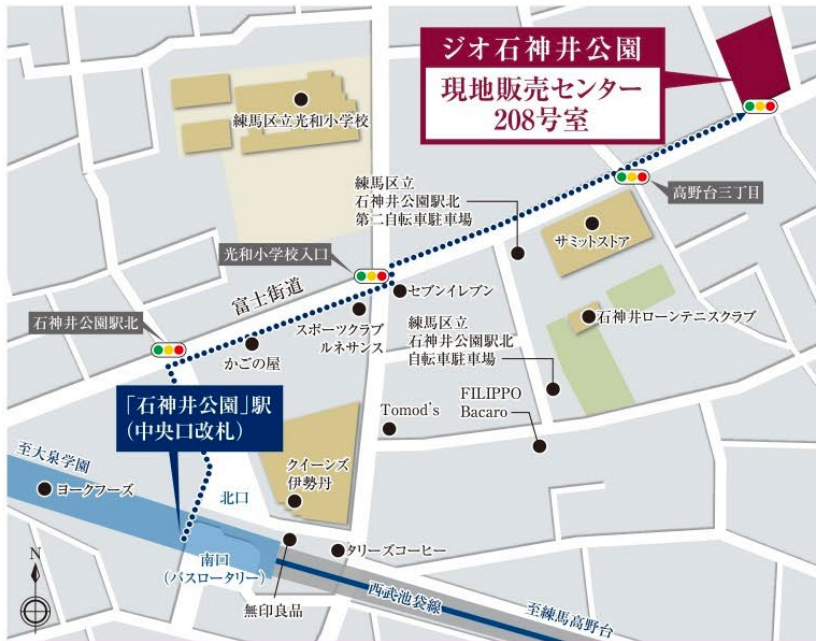 ジオ石神井公園
現地販売センター
208号室
練馬区立光和小学校
練馬区立
石神井公園駅北
第二自転車駐車場
高野台三丁目
サミットストア
光和小学校入口
富士街道
セブンイレブン
石神井公園駅北
スポーツクラブ
ルネサンス
かごの屋
練馬区立
石神井公園駅北
自転車駐車場
石神井ローンテニスクラブ
「石神井公園」駅
(中央口改札)
Tomod's
FILIPPO
Bacaro
至大泉学園
ヨークフーズ
北口
クイーンズ
伊勢丹
南口
(バスロータリー)
タリーズコーヒー
無印良品
西武池袋線
至練馬高野台
N